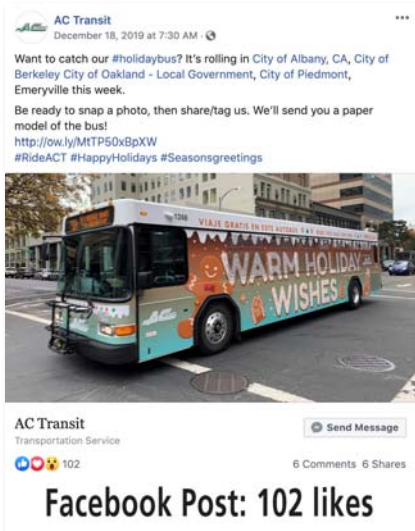 AC Transit
December 18, 2019 at 7:30 AM ·
Want to catch our #holidaybus? It's rolling in City of Albany, CA, City of
Berkeley City of Oakland - Local Government, City of Piedmont,
Emeryville this week.
Be ready to snap a photo, then share/tag us. We'll send you a paper
model of the bus!
http://ow.ly/MtTP50xBpXW
#RideACT #HappyHolidays #Seasonsgreetings
VIAJE GRATIS EN ESTE AUTOBUS
WARM HOLIDAY
WISHES
AC Transit
Transportation Service
Send Message
102
6 Comments 6 Shares
Facebook Post: 102 likes